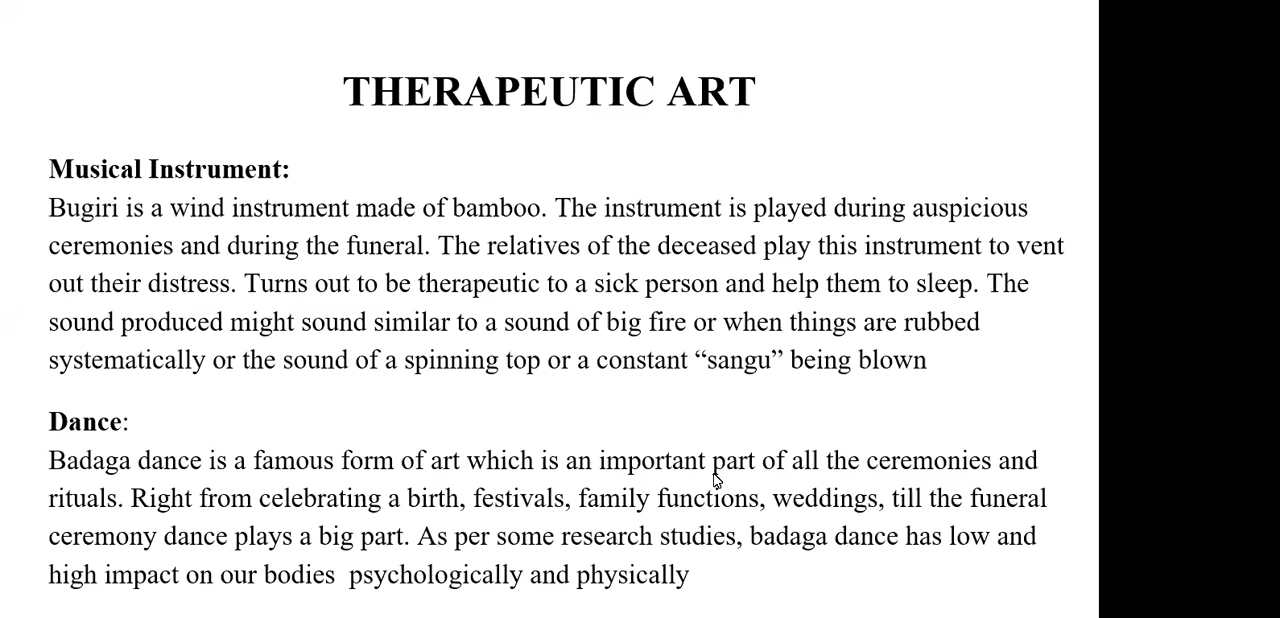 THERAPEUTIC ART
Musical Instrument:
Bugiri is a wind instrument made of bamboo. The instrument is played during auspicious
ceremonies and during the funeral. The relatives of the deceased play this instrument to vent
out their distress. Turns out to be therapeutic to a sick person and help them to sleep. The
sound produced might sound similar to a sound of big fire or when things are rubbed
systematically or the sound of a spinning top or a constant “sangu” being blown
Dance:
Badaga dance is a famous form of art which is an important part of all the ceremonies and
rituals. Right from celebrating a birth, festivals, family functions, weddings, till the funeral
ceremony dance plays a big part. As per some research studies, badaga dance has low and
high impact on our bodies  psychologically and physically